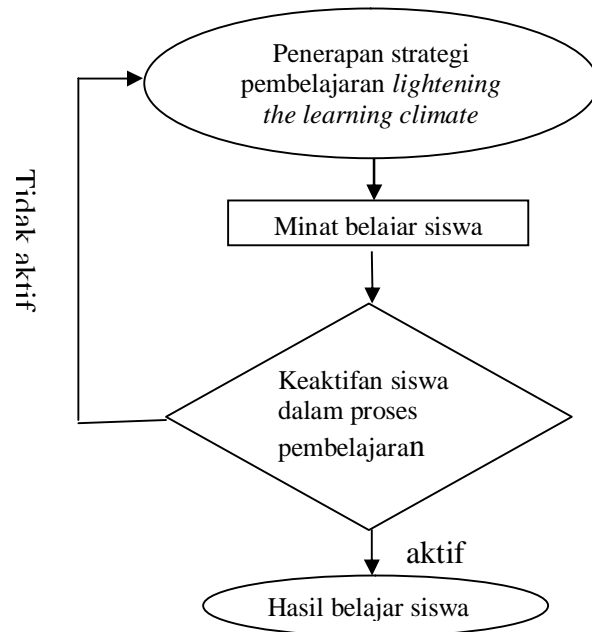 Penerapan strategi
pembelajaran lightening
the learning climate
Minat belajar siswa
Tidak aktif
Keaktifan siswa
dalam proses
pembelajaran
aktif
Hasil belajar siswa